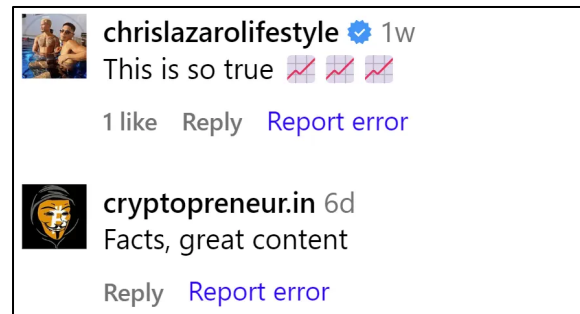 chrislazarolifestyle 1w
This is so true 📈 📈 📈
1 like Reply Report error
cryptopreneur.in 6d
Facts, great content
Reply Report error